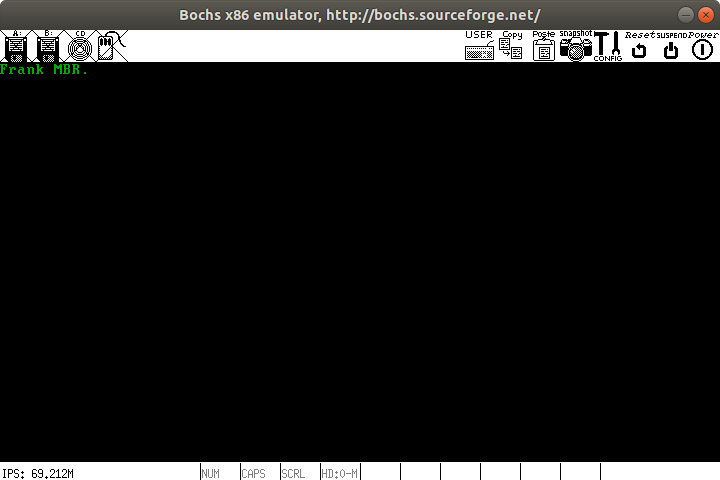 Bochs x86 emulator, http://bochs.sourceforge.net/
A: B: CD USER Copy Paste Snapshot CONFIG Reset SUSPEND Power
Frank MBR.
IPS: 69.212M NUM CAPS SCRL HD:0-M